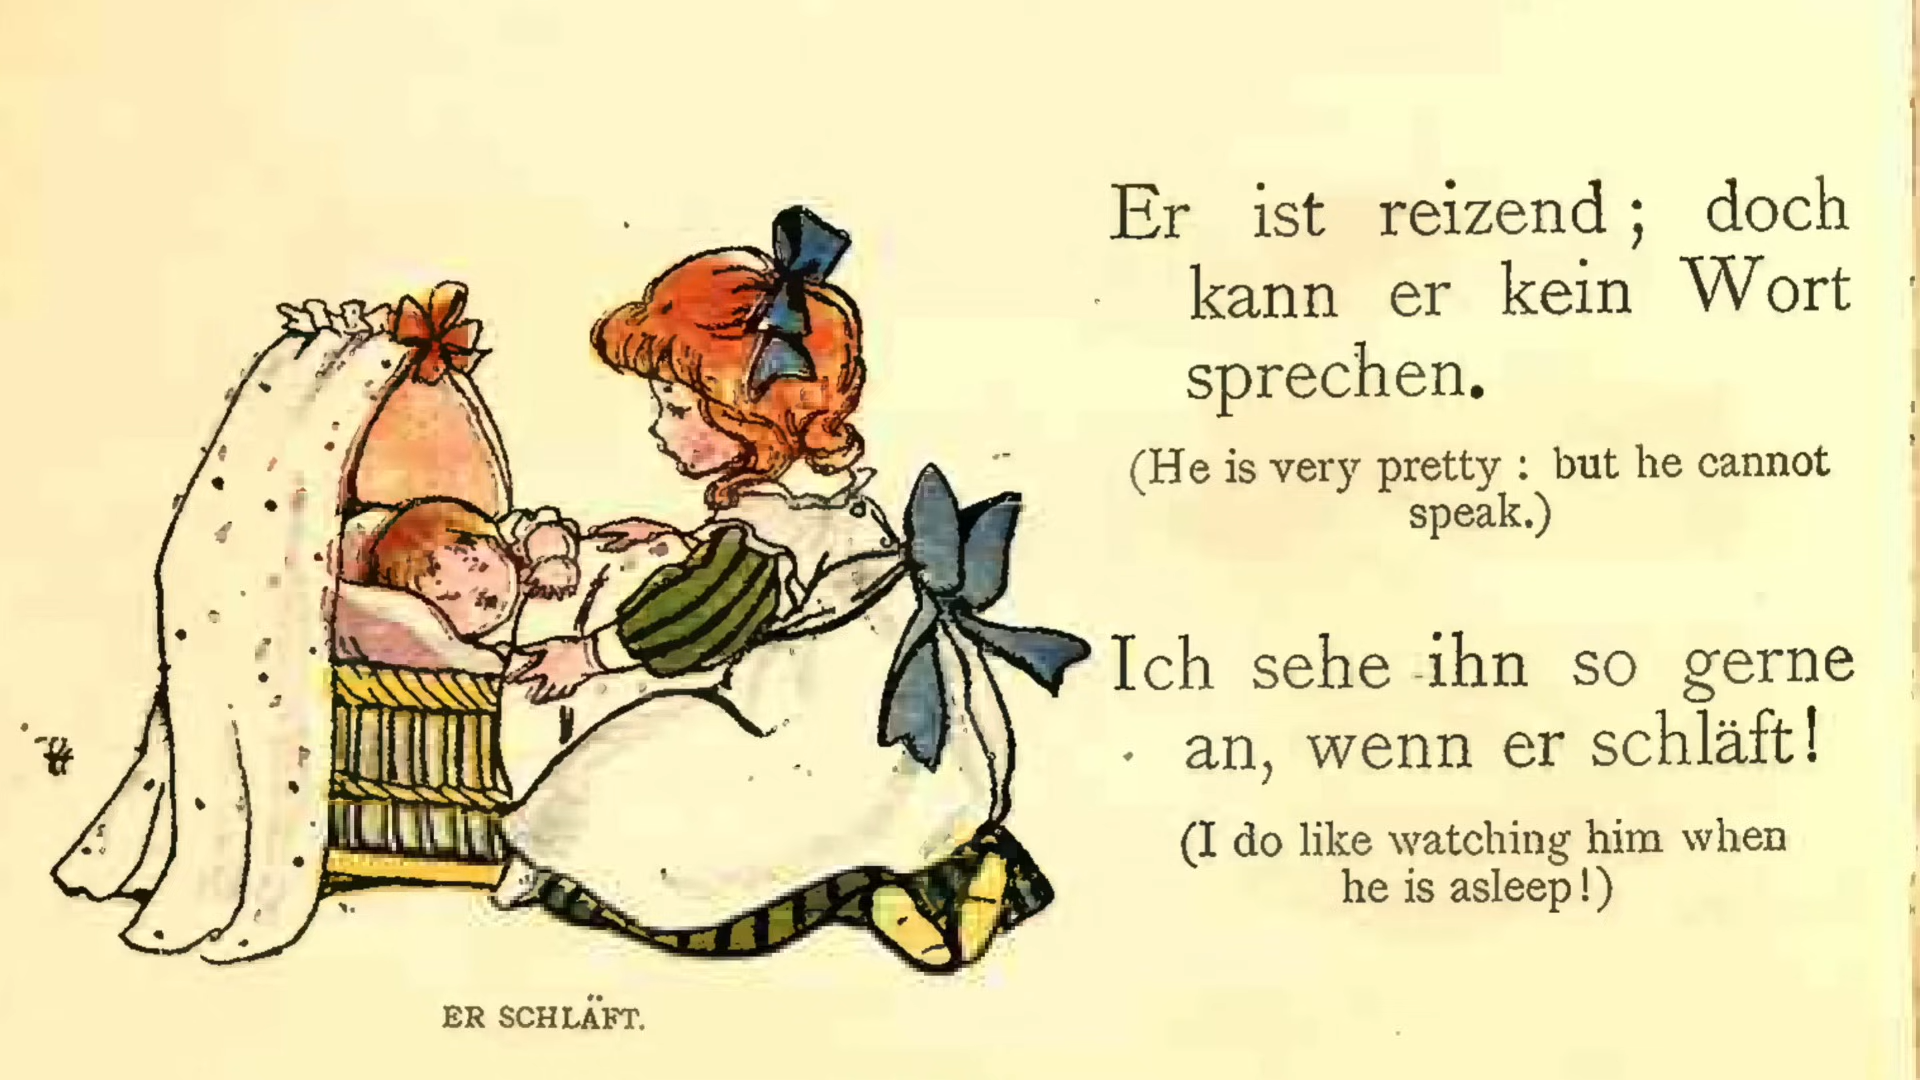 Er ist reizend; doch
kann er kein Wort
sprechen.
(He is very pretty: but he cannot
speak.)
Ich sehe ihn so gerne
an, wenn er schläft!
(I do like watching him when
he is asleep!)
ER SCHLÄFT.